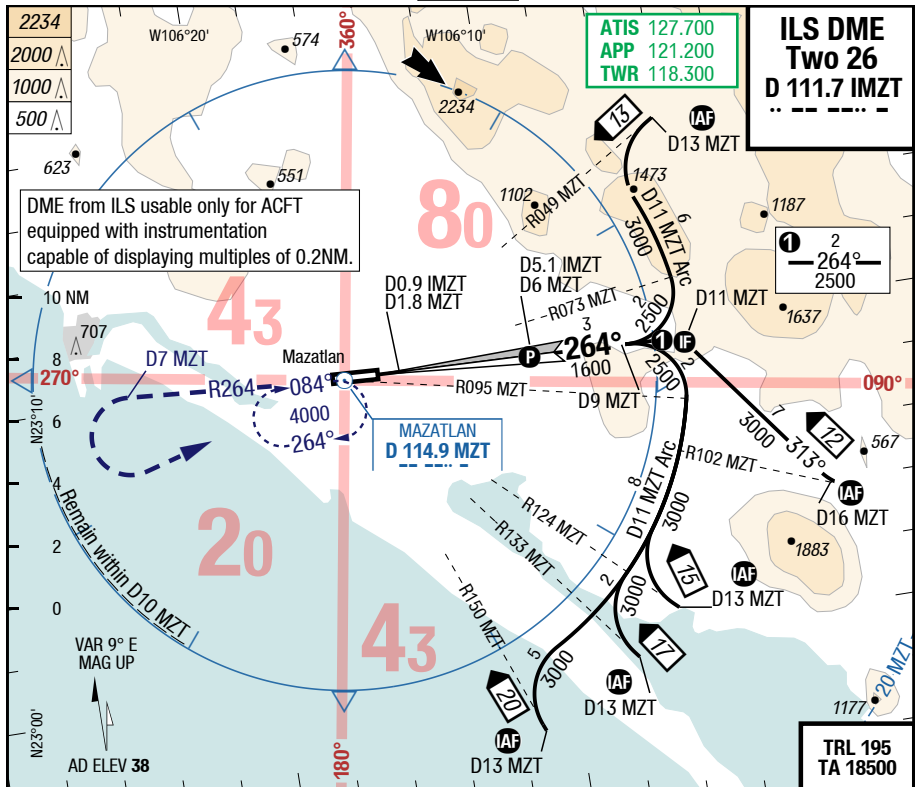 2234
2000
1000
500
W106°20'
574
360°
W106°10'
2234
ATIS 127.700
APP 121.200
TWR 118.300
ILS DME
Two 26
D 111.7 IMZT
623
551
13
IAF
D13 MZT
1473
1102
R049 MZT
D11 MZT Arc
6
3000
1187
DME from ILS usable only for ACFT
equipped with instrumentation
capable of displaying multiples of 0.2NM.
80
1
2
264°
2500
10 NM
43
D0.9 IMZT
D1.8 MZT
D5.1 IMZT
D6 MZT
R073 MZT
2
2500
D11 MZT
1637
707
8
D7 MZT
Mazatlan
P
3
264°
1600
1
IF
270°
R264
084°
R095 MZT
D9 MZT
2
2500
090°
N23°10'
6
4000
264°
MAZATLAN
D 114.9 MZT
7
3000
313°
12
567
R102 MZT
IAF
D16 MZT
4
Remain within D10 MZT
20
R124 MZT
R133 MZT
8
D11 MZT Arc
3000
1883
2
R150 MZT
15
IAF
D13 MZT
0
43
2
3000
17
IAF
D13 MZT
VAR 9° E
MAG UP
5
3000
20
IAF
D13 MZT
20 MZT
1177
N23°00'
AD ELEV 38
180°
TRL 195
TA 18500